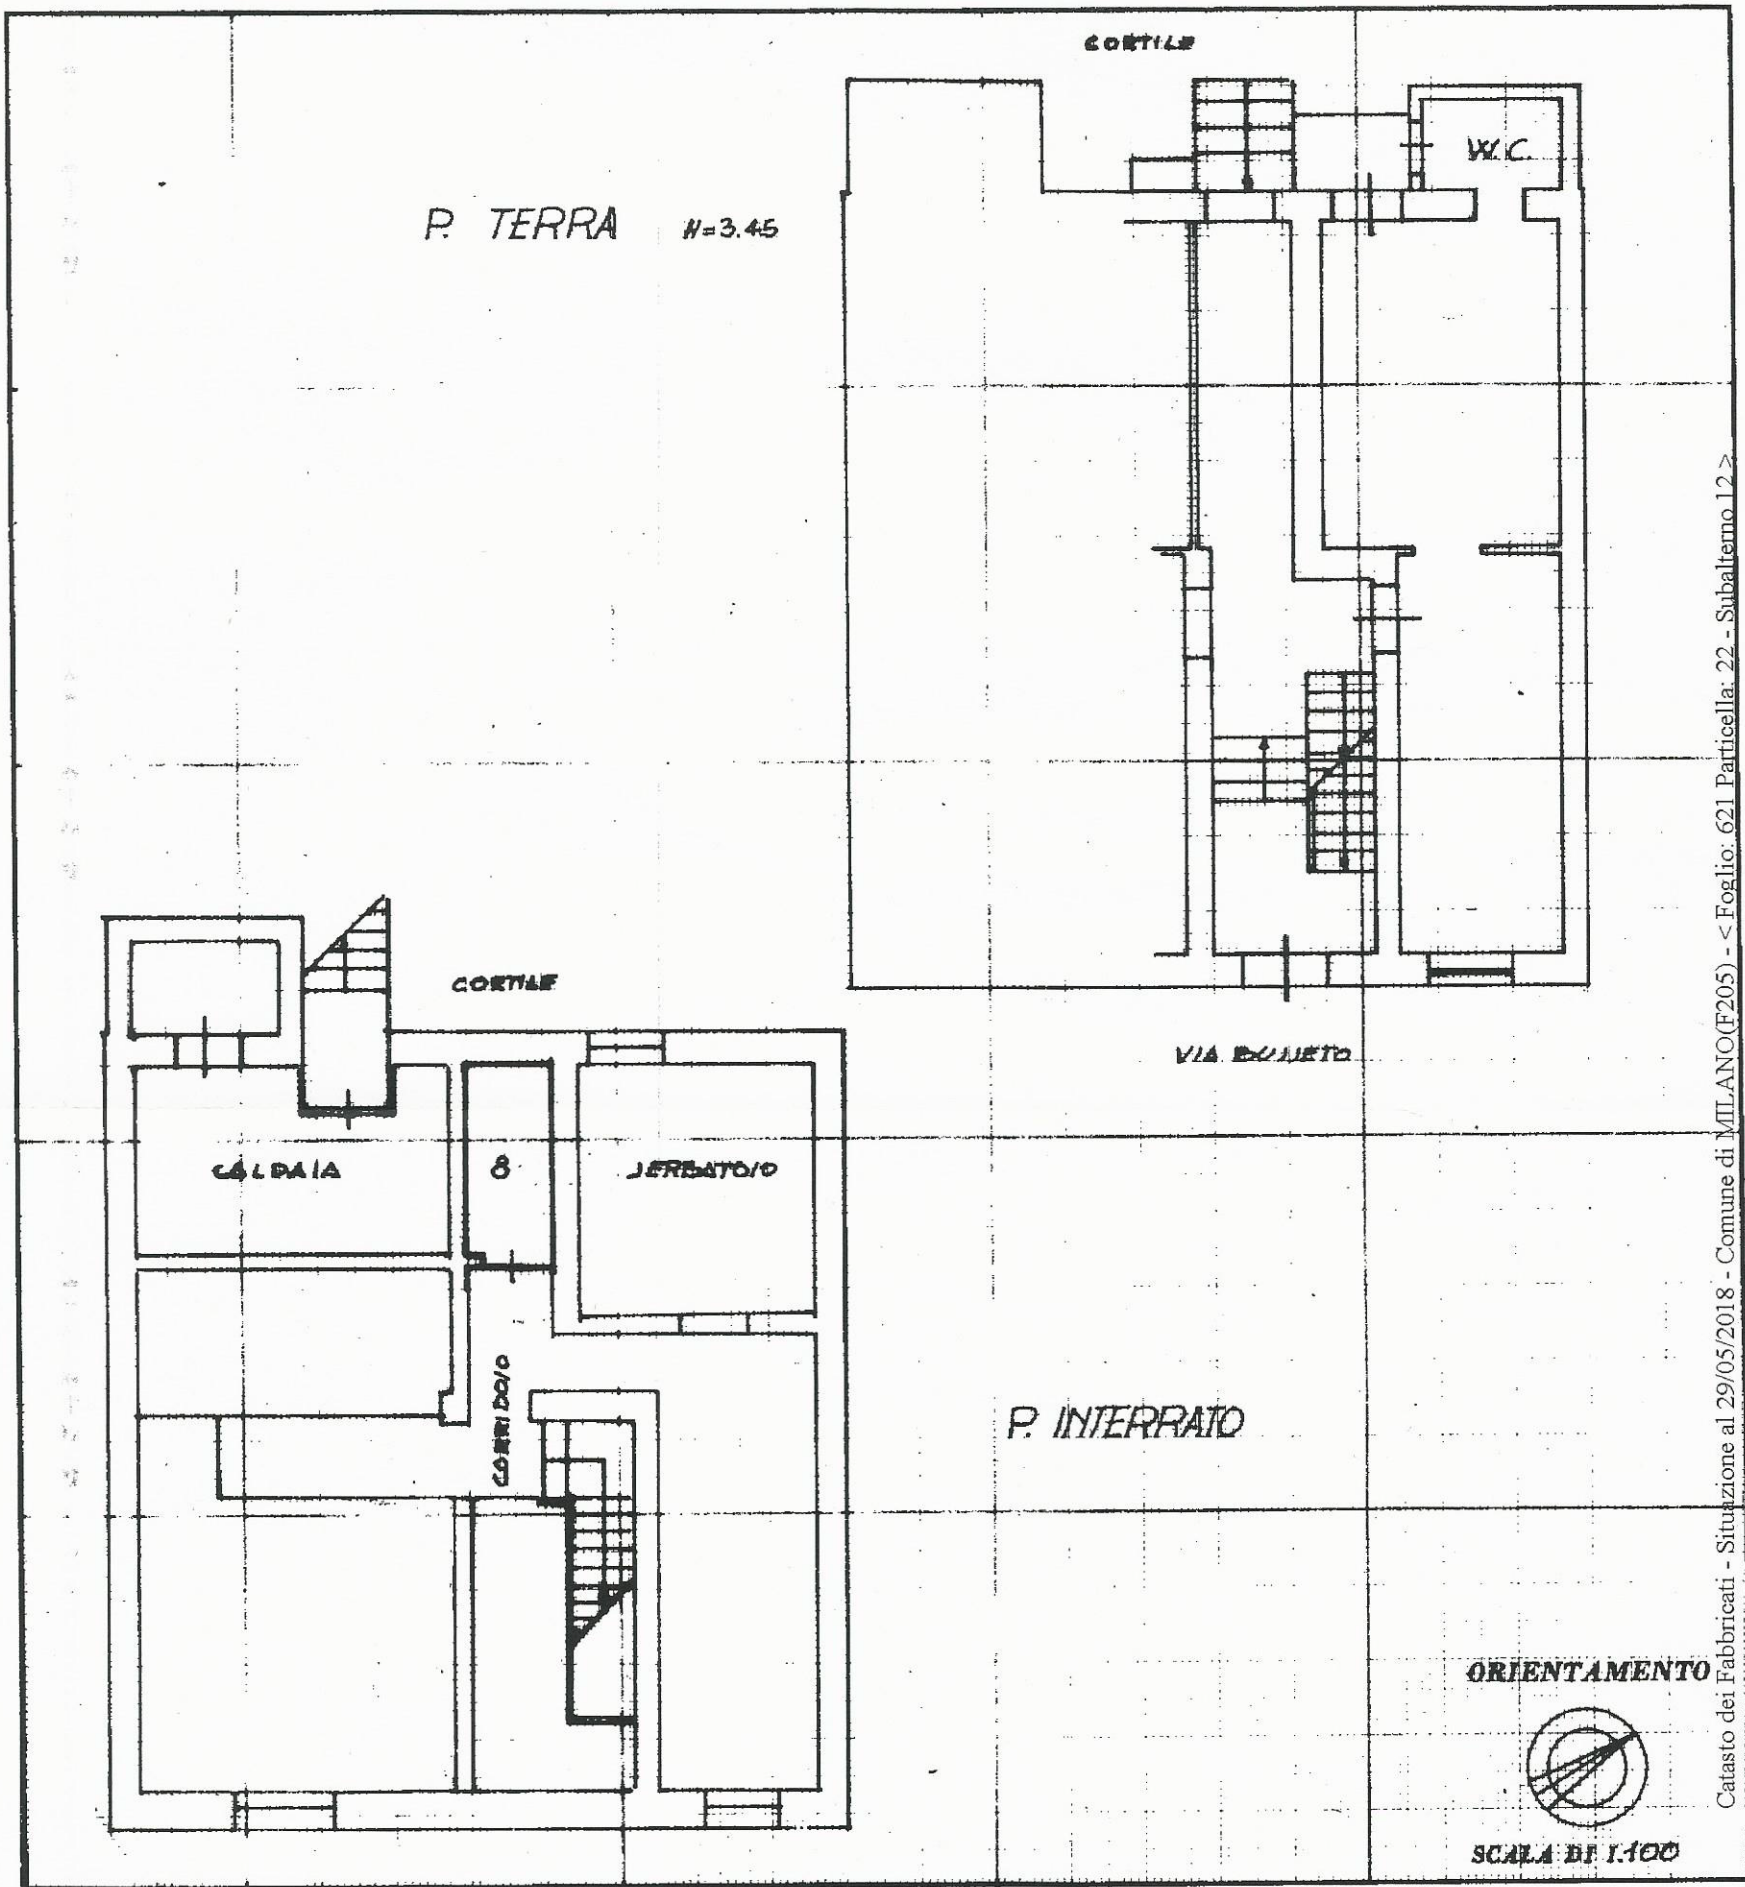 CORTILE
W.C.
P. TERRA H=3.45
CORTILE
VIA BUSSETO
CALDAIA
8
SERBATOIO
CORRIDOIO
P. INTERRATO
ORIENTAMENTO
SCALA DI 1:100
Catasto dei Fabbricati - Situazione al 29/05/2018 - Comune di MILANO(F205) - < Foglio: 621 Particella: 22 - Subalterno 12 >